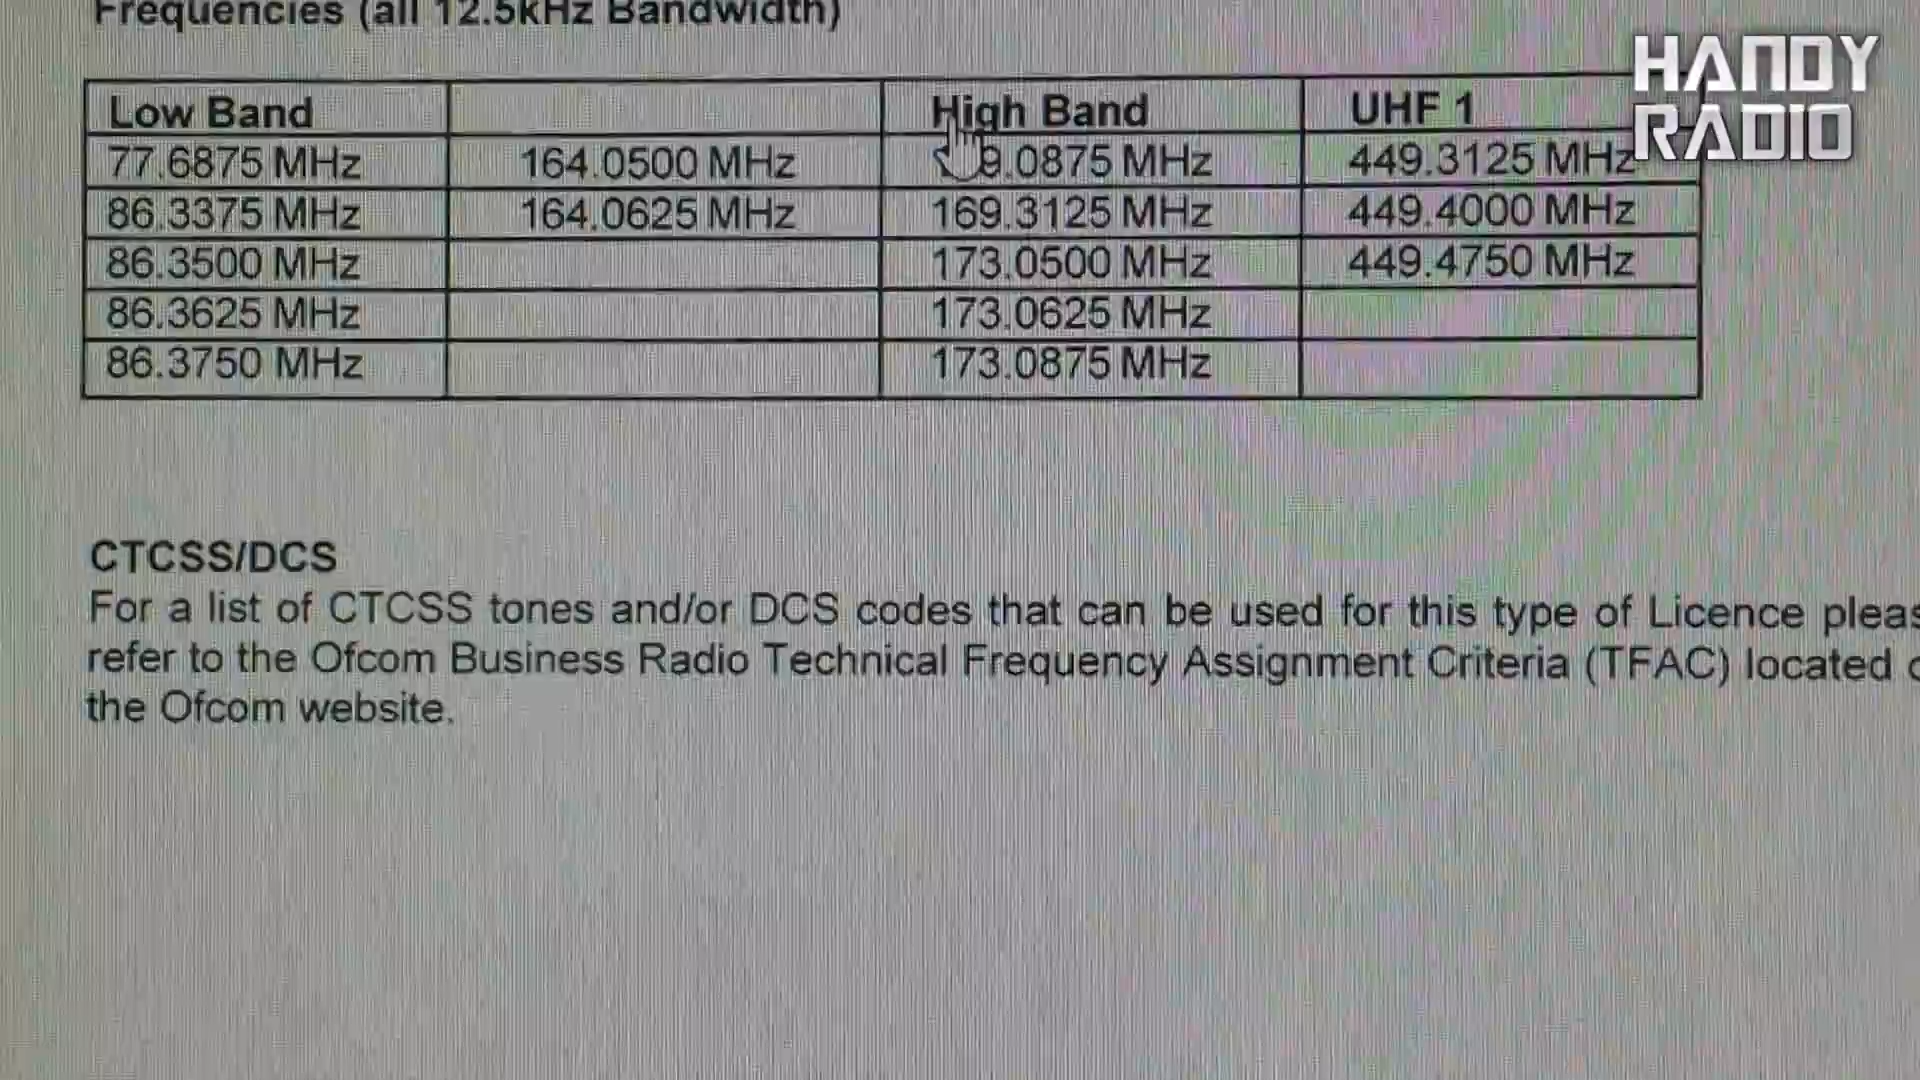 Frequencies (all 12.5kHz Bandwidth)
HANDY
RADIO
Low Band High Band UHF 1
77.6875 MHz 164.0500 MHz 9.0875 MHz 449.3125 MHz
86.3375 MHz 164.0625 MHz 169.3125 MHz 449.4000 MHz
86.3500 MHz 173.0500 MHz 449.4750 MHz
86.3625 MHz 173.0625 MHz
86.3750 MHz 173.0875 MHz
CTCSS/DCS
For a list of CTCSS tones and/or DCS codes that can be used for this type of Licence pleas
refer to the Ofcom Business Radio Technical Frequency Assignment Criteria (TFAC) located
the Ofcom website.